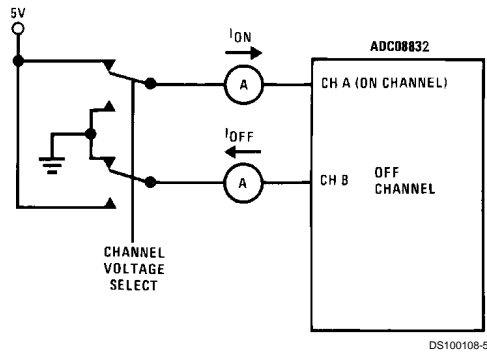 5V
ION
ADC08832
A
CH A (ON CHANNEL)
IOFF
A
CH B
OFF
CHANNEL
CHANNEL
VOLTAGE
SELECT
DS100108-5